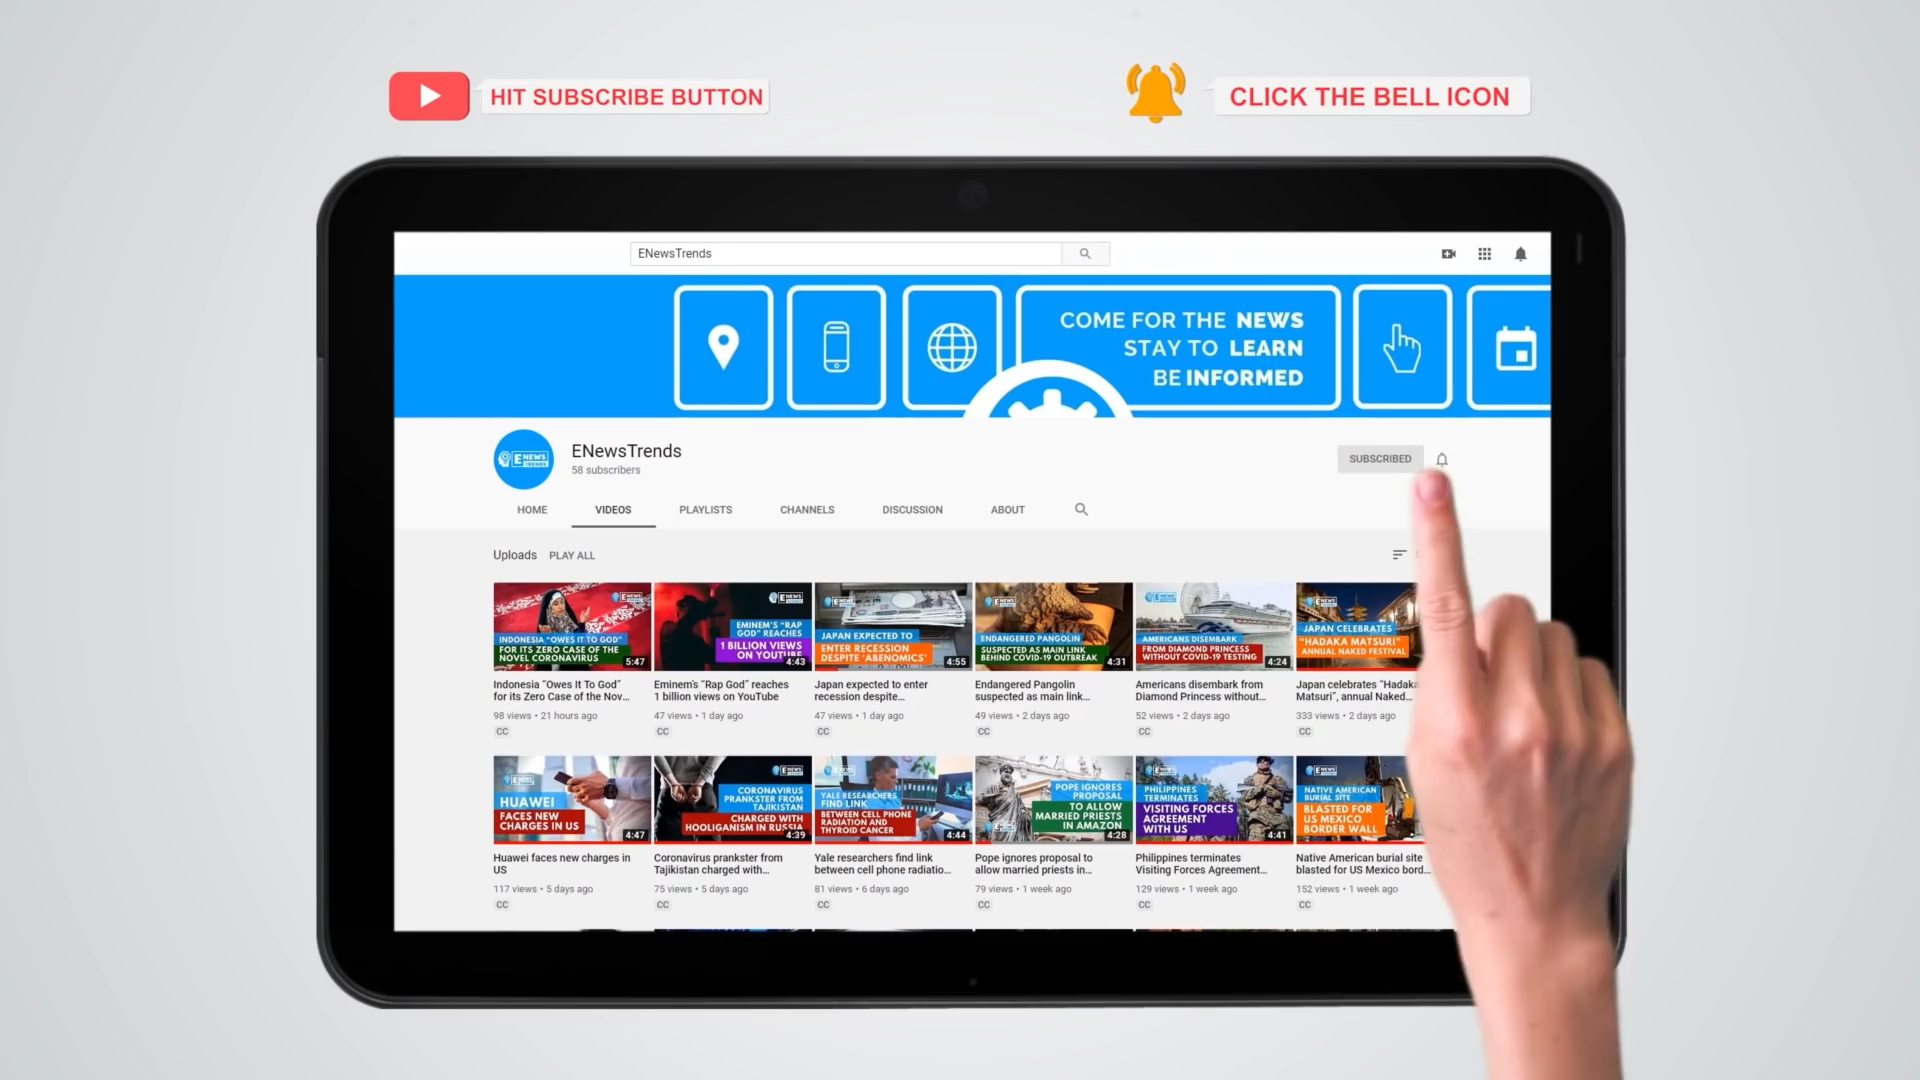 HIT SUBSCRIBE BUTTON
CLICK THE BELL ICON
ENewsTrends
COME FOR THE NEWS
STAY TO LEARN
BE INFORMED
E NEWS
TRENDS
ENewsTrends
58 subscribers
SUBSCRIBED
HOME VIDEOS PLAYLISTS CHANNELS DISCUSSION ABOUT
Uploads PLAY ALL
INDONESIA "OWES IT TO GOD"
FOR ITS ZERO CASE OF THE
NOVEL CORONAVIRUS
5:47
Indonesia "Owes It To God"
for its Zero Case of the Nov...
98 views • 21 hours ago
CC
EMINEM'S "RAP
GOD" REACHES
1 BILLION VIEWS
ON YOUTUBE
4:43
Eminem's "Rap God" reaches
1 billion views on YouTube
47 views • 1 day ago
CC
JAPAN EXPECTED TO
ENTER RECESSION
DESPITE 'ABENOMICS'
4:55
Japan expected to enter
recession despite...
47 views • 1 day ago
CC
ENDANGERED PANGOLIN
SUSPECTED AS MAIN LINK
BEHIND COVID-19 OUTBREAK
4:31
Endangered Pangolin
suspected as main link...
49 views • 2 days ago
CC
AMERICANS DISEMBARK
FROM DIAMOND PRINCESS
WITHOUT COVID-19 TESTING
4:24
Americans disembark from
Diamond Princess without...
52 views • 2 days ago
CC
JAPAN CELEBRATES
"HADAKA MATSURI"
ANNUAL NAKED FESTIVAL
Japan celebrates "Hadaka
Matsuri", annual Naked...
333 views • 2 days ago
CC
HUAWEI
FACES NEW
CHARGES IN US
4:47
Huawei faces new charges in
US
117 views • 5 days ago
CC
CORONAVIRUS
PRANKSTER FROM
TAJIKISTAN
CHARGED WITH
HOOLIGANISM IN RUSSIA
4:39
Coronavirus prankster from
Tajikistan charged with...
75 views • 5 days ago
CC
YALE RESEARCHERS
FIND LINK
BETWEEN CELL PHONE
RADIATION AND
THYROID CANCER
4:44
Yale researchers find link
between cell phone radiatio...
81 views • 6 days ago
CC
POPE IGNORES
PROPOSAL
TO ALLOW
MARRIED PRIESTS
IN AMAZON
4:28
Pope ignores proposal to
allow married priests in...
79 views • 1 week ago
CC
PHILIPPINES
TERMINATES
VISITING FORCES
AGREEMENT
WITH US
4:41
Philippines terminates
Visiting Forces Agreement...
129 views • 1 week ago
CC
NATIVE AMERICAN
BURIAL SITE
BLASTED FOR
US MEXICO
BORDER WALL
Native American burial site
blasted for US Mexico bord...
152 views • 1 week ago
CC